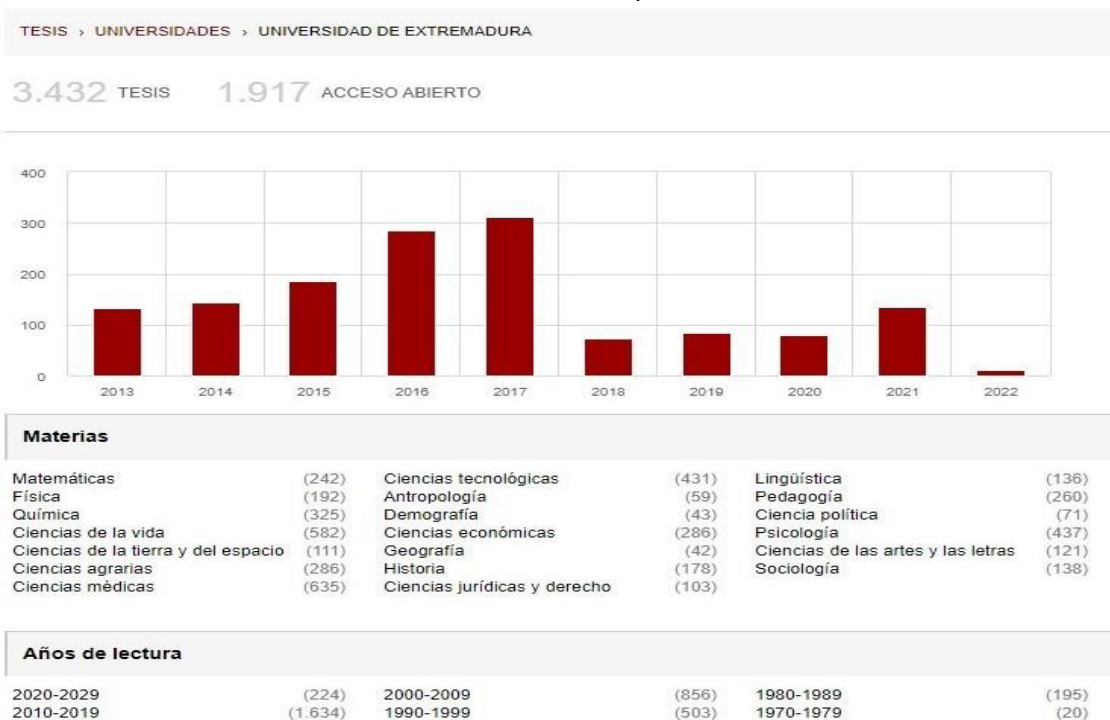 TESIS › UNIVERSIDADES › UNIVERSIDAD DE EXTREMADURA
3.432 TESIS 1.917 ACCESO ABIERTO
400
300
200
100
0
2013 2014 2015 2016 2017 2018 2019 2020 2021 2022
Materias
Matemáticas (242) Ciencias tecnológicas (431) Lingüística (136)
Física (192) Antropología (59) Pedagogía (260)
Química (325) Demografía (43) Ciencia política (71)
Ciencias de la vida (582) Ciencias económicas (286) Psicología (437)
Ciencias de la tierra y del espacio (111) Geografía (42) Ciencias de las artes y las letras (121)
Ciencias agrarias (286) Historia (178) Sociología (138)
Ciencias médicas (635) Ciencias jurídicas y derecho (103)
Años de lectura
2020-2029 (224) 2000-2009 (856) 1980-1989 (195)
2010-2019 (1.634) 1990-1999 (503) 1970-1979 (20)